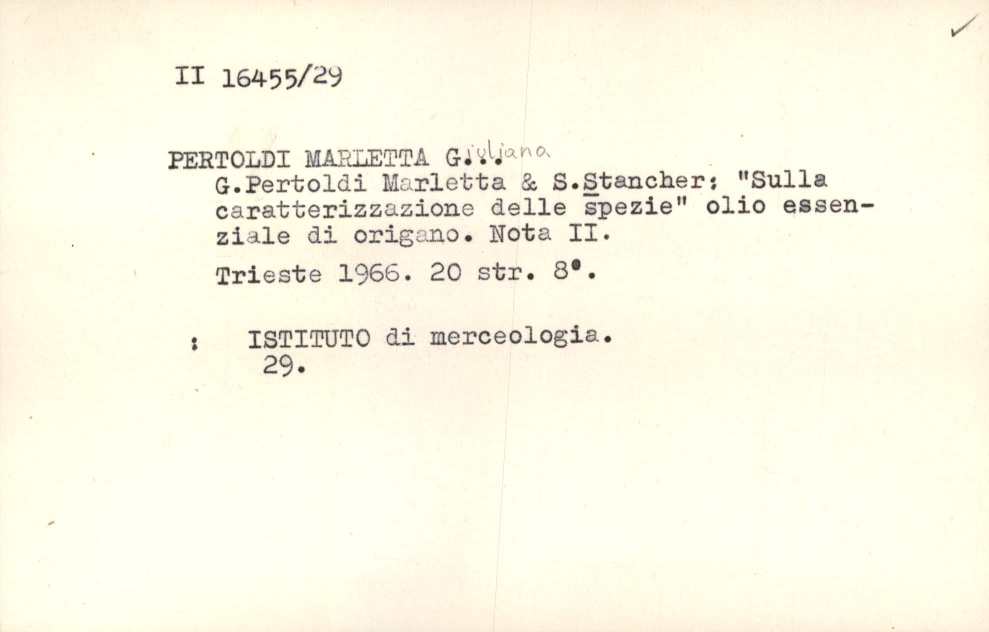 II 16455/29
PERTOLDI MARLETTA Giuliana
G.Pertoldi Marletta & S.Stancher: "Sulla
caratterizzazione delle spezie" olio essen-
ziale di origano. Nota II.
Trieste 1966. 20 str. 8°.
: ISTITUTO di merceologia.
29.